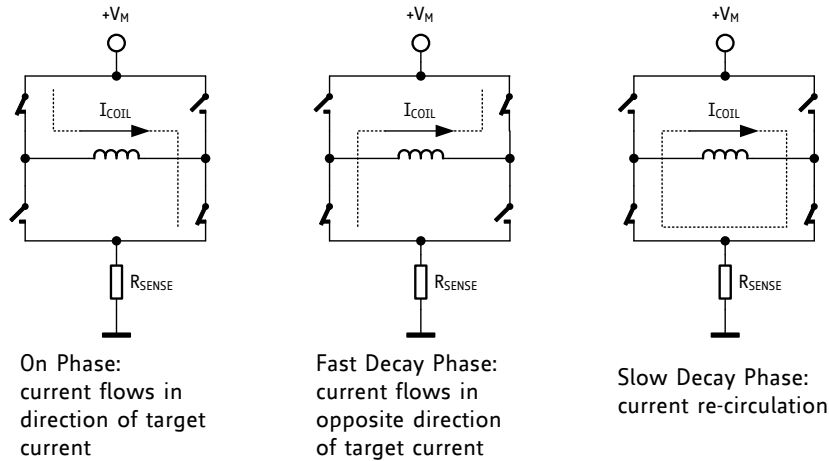 +VM
ICOIL
RSENSE
On Phase:
current flows in
direction of target
current
+VM
ICOIL
RSENSE
Fast Decay Phase:
current flows in
opposite direction
of target current
+VM
ICOIL
RSENSE
Slow Decay Phase:
current re-circulation